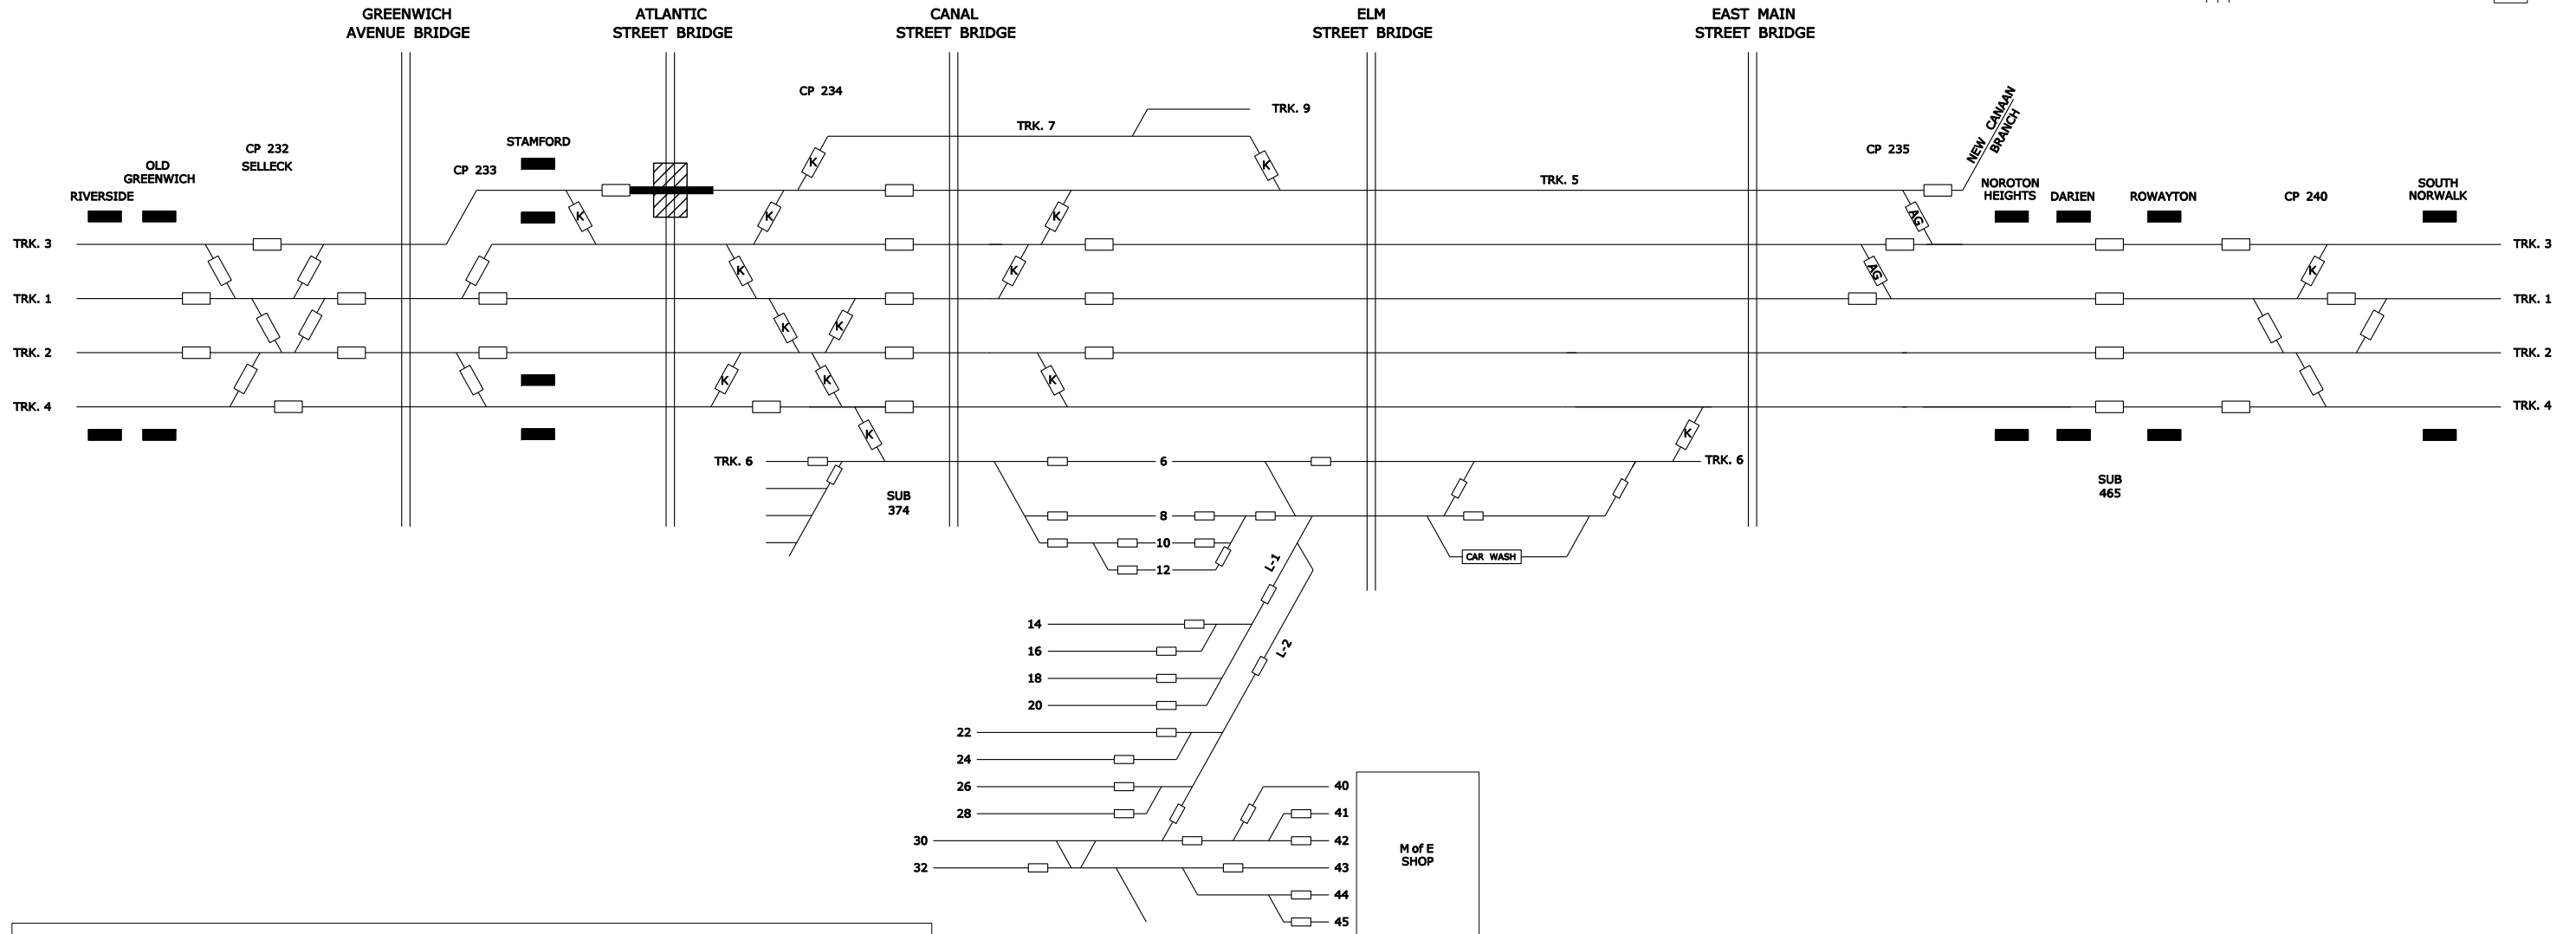 GREENWICH
AVENUE BRIDGE
ATLANTIC
STREET BRIDGE
CANAL
STREET BRIDGE
ELM
STREET BRIDGE
EAST MAIN
STREET BRIDGE
CP 234
TRK. 9
TRK. 7
NEW CANAAN
BRANCH
STAMFORD
CP 232
SELLECK
CP 235
OLD
GREENWICH
K
K
CP 233
TRK. 5
RIVERSIDE
NOROTON
HEIGHTS
DARIEN
ROWAYTON
CP 240
SOUTH
NORWALK
K
K
K
AG
TRK. 3
TRK. 3
K
K
AG
K
TRK. 1
TRK. 1
K
K
TRK. 2
TRK. 2
K
K
K
TRK. 4
TRK. 4
K
K
TRK. 6
6
TRK. 6
SUB
374
SUB
465
8
10
CAR WASH
12
L-1
14
16
L-2
18
20
22
24
26
40
28
41
30
42
M of E
SHOP
32
43
44
45